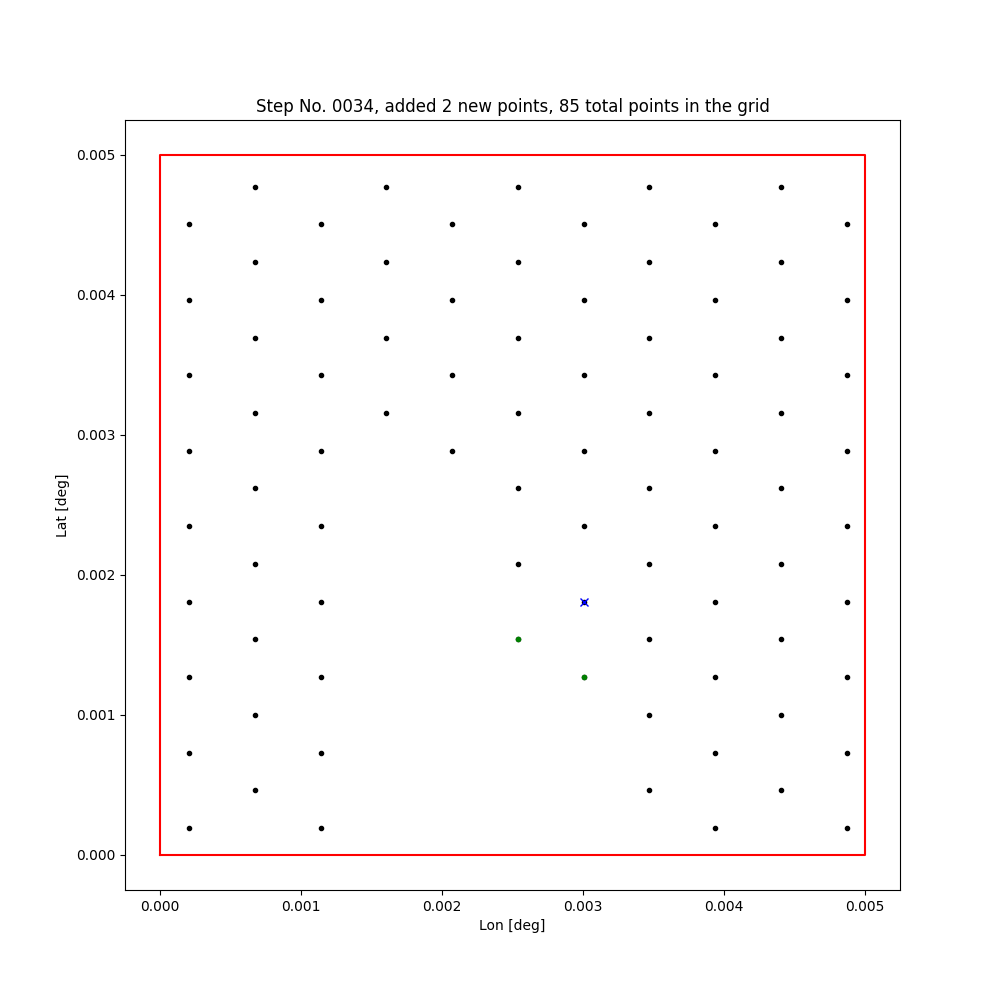 Step No. 0034, added 2 new points, 85 total points in the grid
0.005
0.004
0.003
0.002
0.001
0.000
Lat [deg]
0.000 0.001 0.002 0.003 0.004 0.005
Lon [deg]